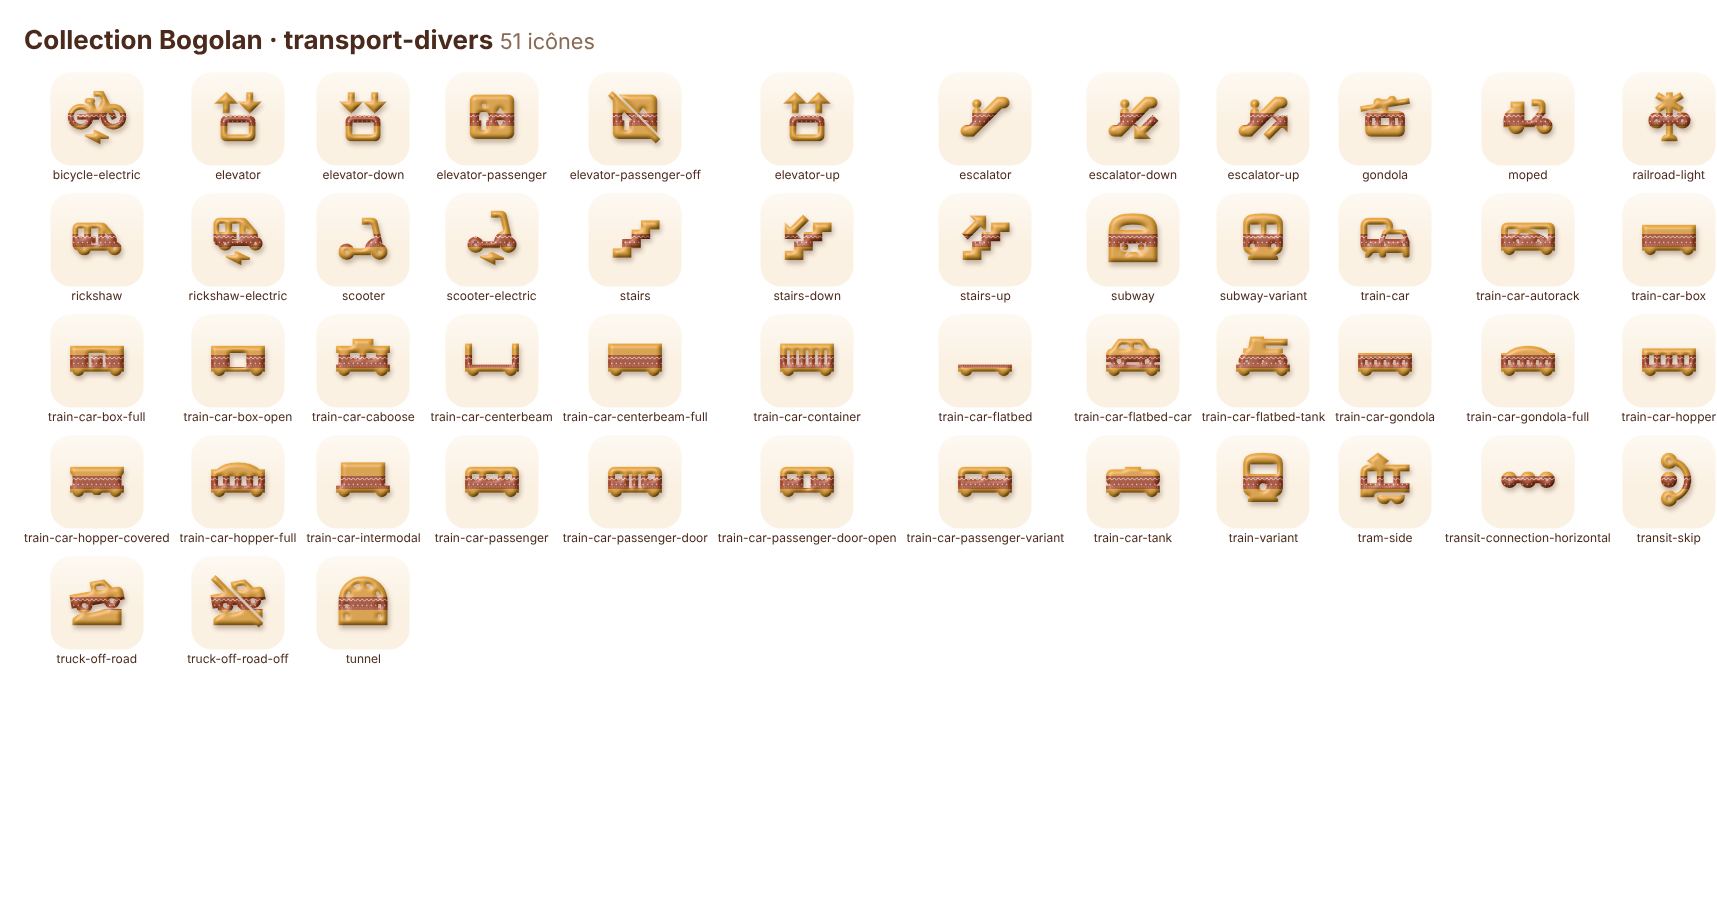 Collection Bogolan · transport-divers 51 icônes
bicycle-electric elevator elevator-down elevator-passenger elevator-passenger-off elevator-up escalator escalator-down escalator-up gondola moped railroad-light
rickshaw rickshaw-electric scooter scooter-electric stairs stairs-down stairs-up subway subway-variant train-car train-car-autorack train-car-box
train-car-box-full train-car-box-open train-car-caboose train-car-centerbeam train-car-centerbeam-full train-car-container train-car-flatbed train-car-flatbed-car train-car-flatbed-tank train-car-gondola train-car-gondola-full train-car-hopper
train-car-hopper-covered train-car-hopper-full train-car-intermodal train-car-passenger train-car-passenger-door train-car-passenger-door-open train-car-passenger-variant train-car-tank train-variant tram-side transit-connection-horizontal transit-skip
truck-off-road truck-off-road-off tunnel